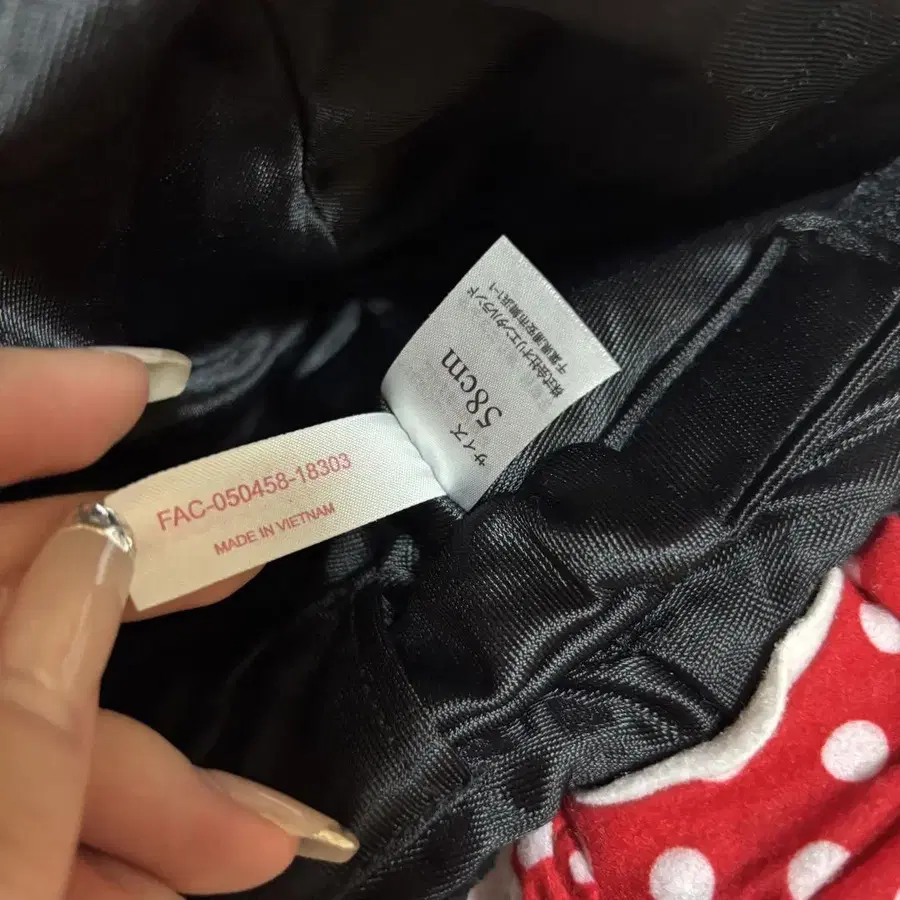 株式会社オリエンタルランド
千葉県浦安市舞浜1-1
サイズ
58cm
FAC-050458-18303
MADE IN VIETNAM